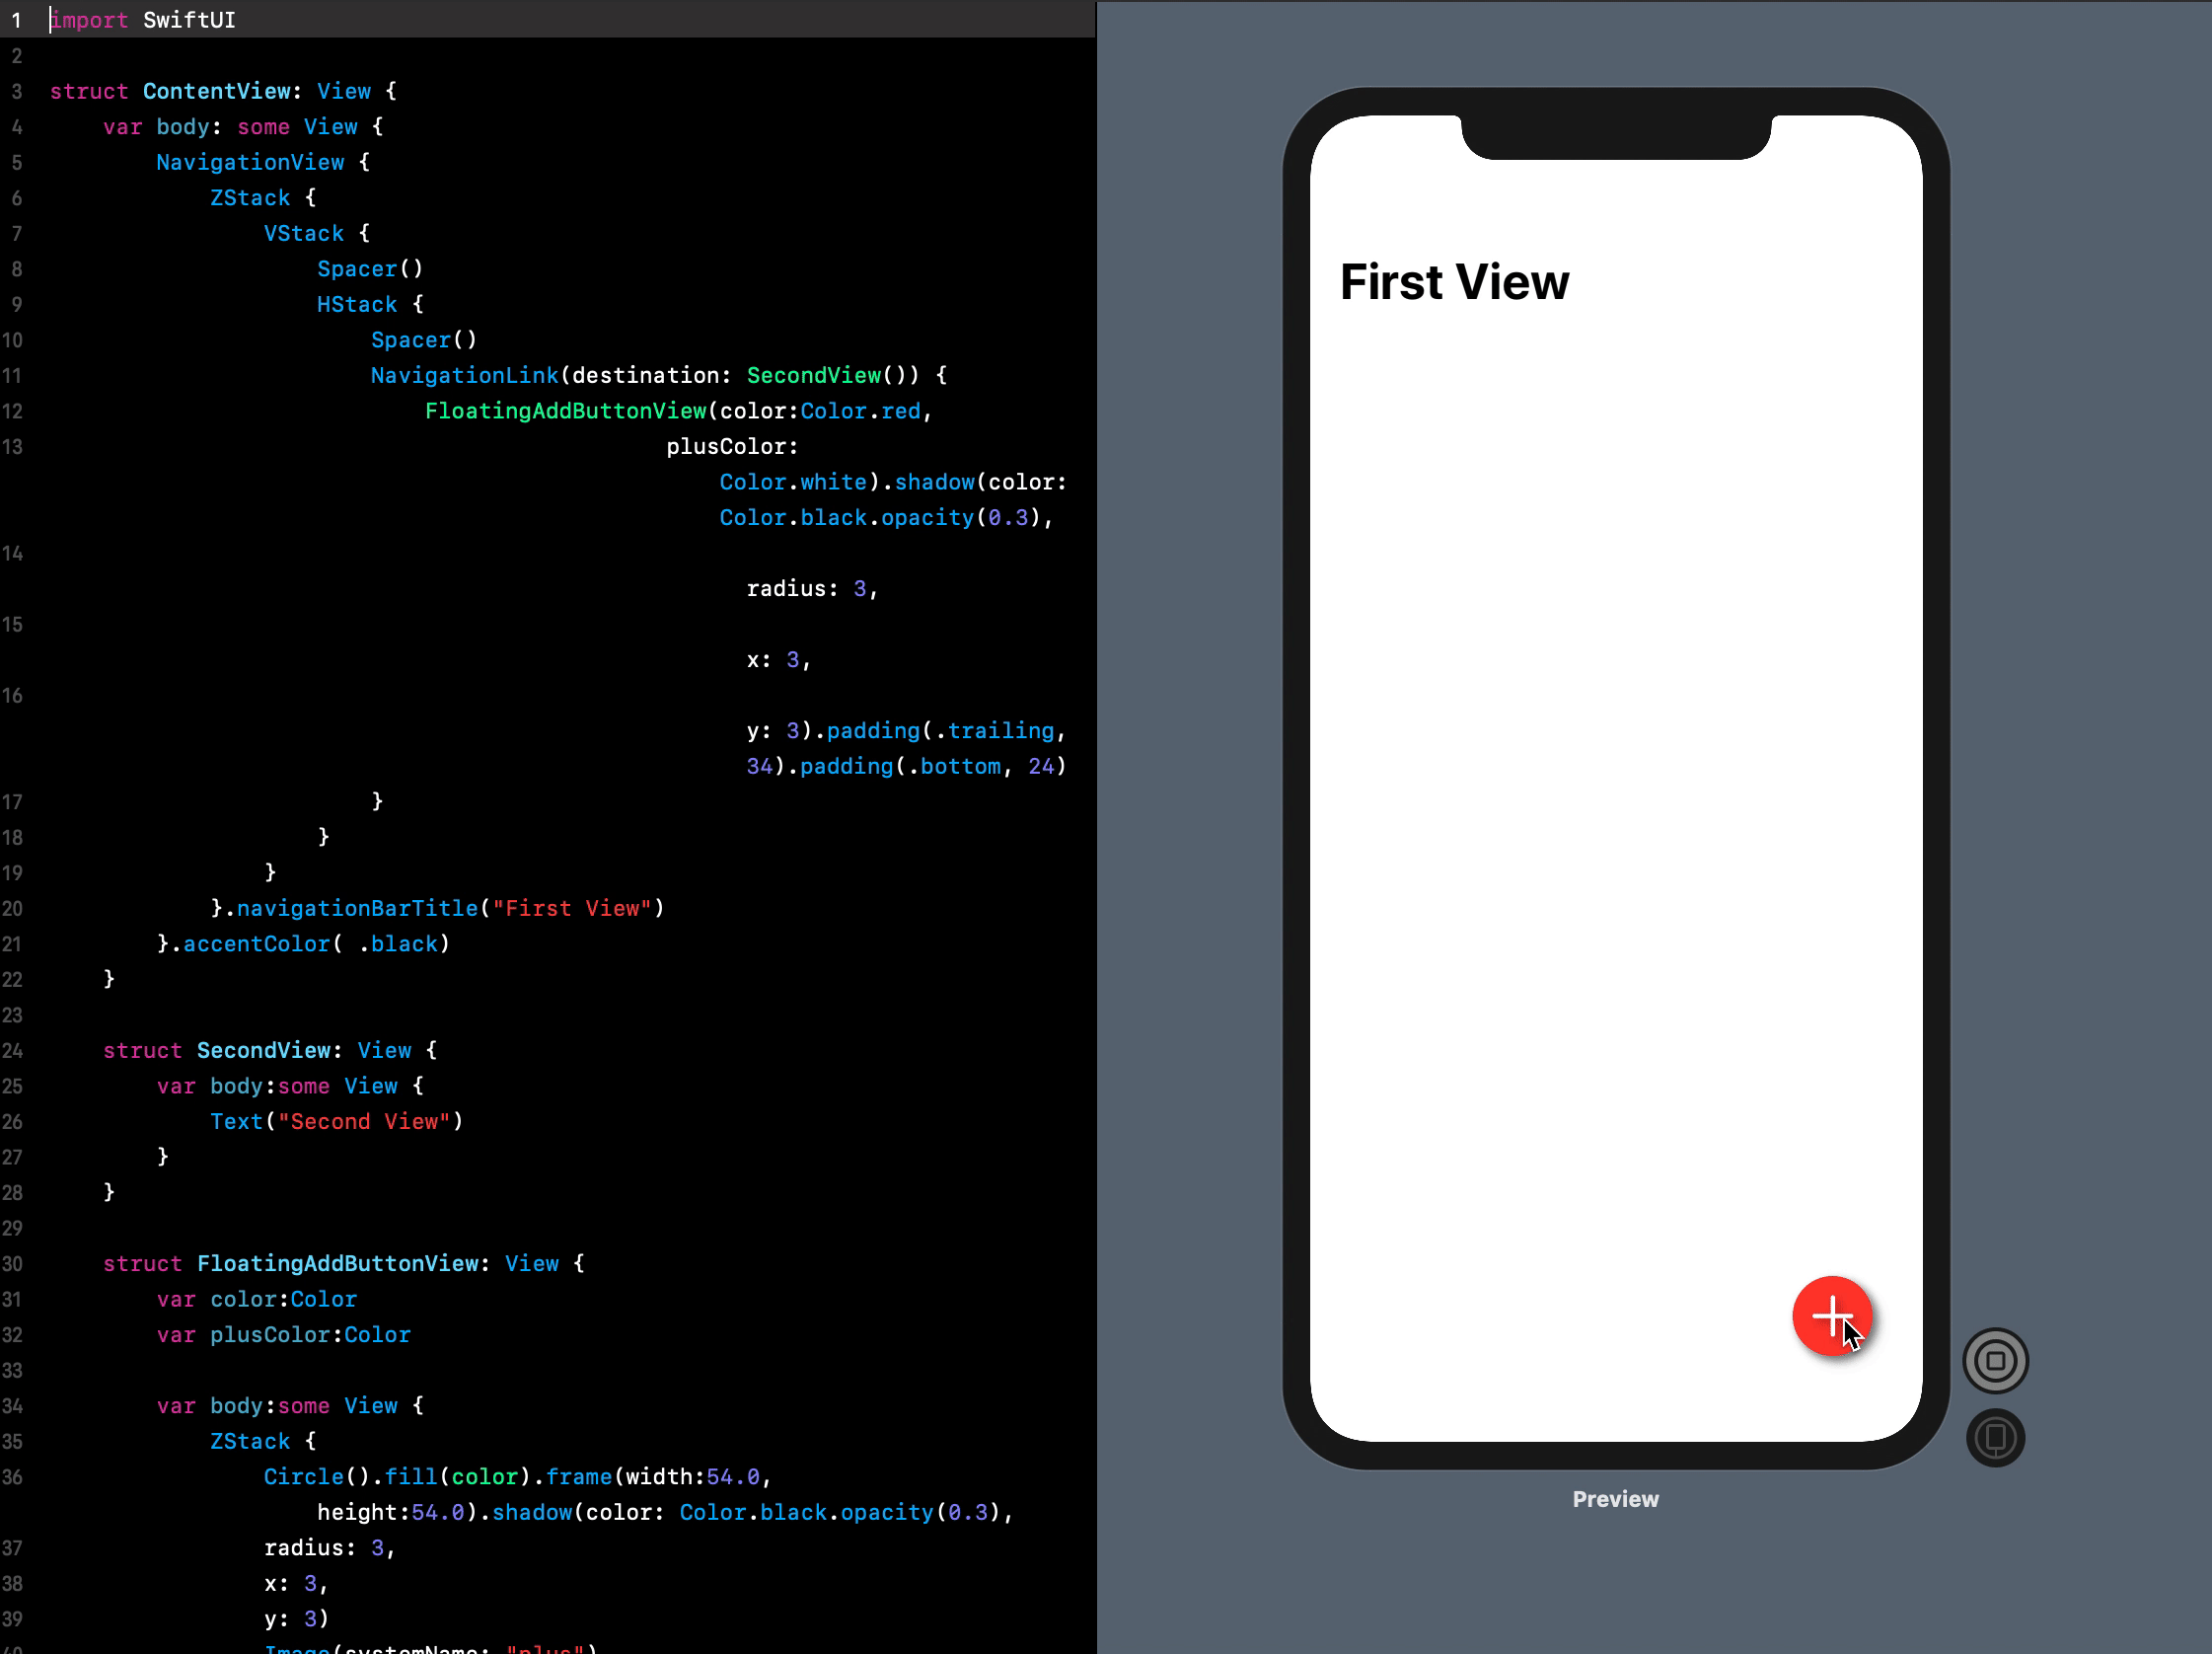 1 import SwiftUI
2
3 struct ContentView: View {
4 var body: some View {
5 NavigationView {
6 ZStack {
7 VStack {
8 Spacer()
9 HStack {
10 Spacer()
11 NavigationLink(destination: SecondView()) {
12 FloatingAddButtonView(color:Color.red,
13 plusColor:
Color.white).shadow(color:
Color.black.opacity(0.3),
14
radius: 3,
15
x: 3,
16
y: 3).padding(.trailing,
34).padding(.bottom, 24)
17 }
18 }
19 }
20 }.navigationBarTitle("First View")
21 }.accentColor( .black)
22 }
23
24 struct SecondView: View {
25 var body:some View {
26 Text("Second View")
27 }
28 }
29
30 struct FloatingAddButtonView: View {
31 var color:Color
32 var plusColor:Color
33
34 var body:some View {
35 ZStack {
36 Circle().fill(color).frame(width:54.0,
height:54.0).shadow(color: Color.black.opacity(0.3),
37 radius: 3,
38 x: 3,
39 y: 3)
40 Image(systemName: "plus")
First View
Preview